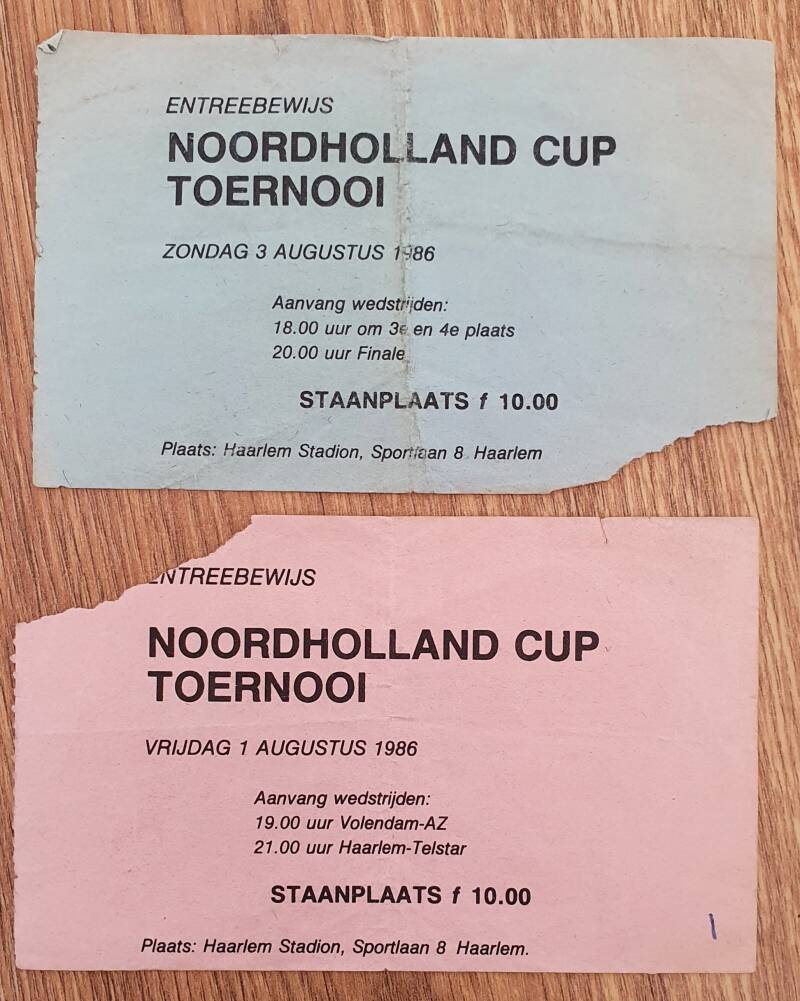 ENTREEBEWIJS
NOORDHOLLAND CUP
TOERNOOI
ZONDAG 3 AUGUSTUS 1986
Aanvang wedstrijden:
18.00 uur om 3e en 4e plaats
20.00 uur Finale
STAANPLAATS f 10.00
Plaats: Haarlem Stadion, Sportlaan 8 Haarlem
ENTREEBEWIJS
NOORDHOLLAND CUP
TOERNOOI
VRIJDAG 1 AUGUSTUS 1986
Aanvang wedstrijden:
19.00 uur Volendam-AZ
21.00 uur Haarlem-Telstar
STAANPLAATS f 10.00
Plaats: Haarlem Stadion, Sportlaan 8 Haarlem.